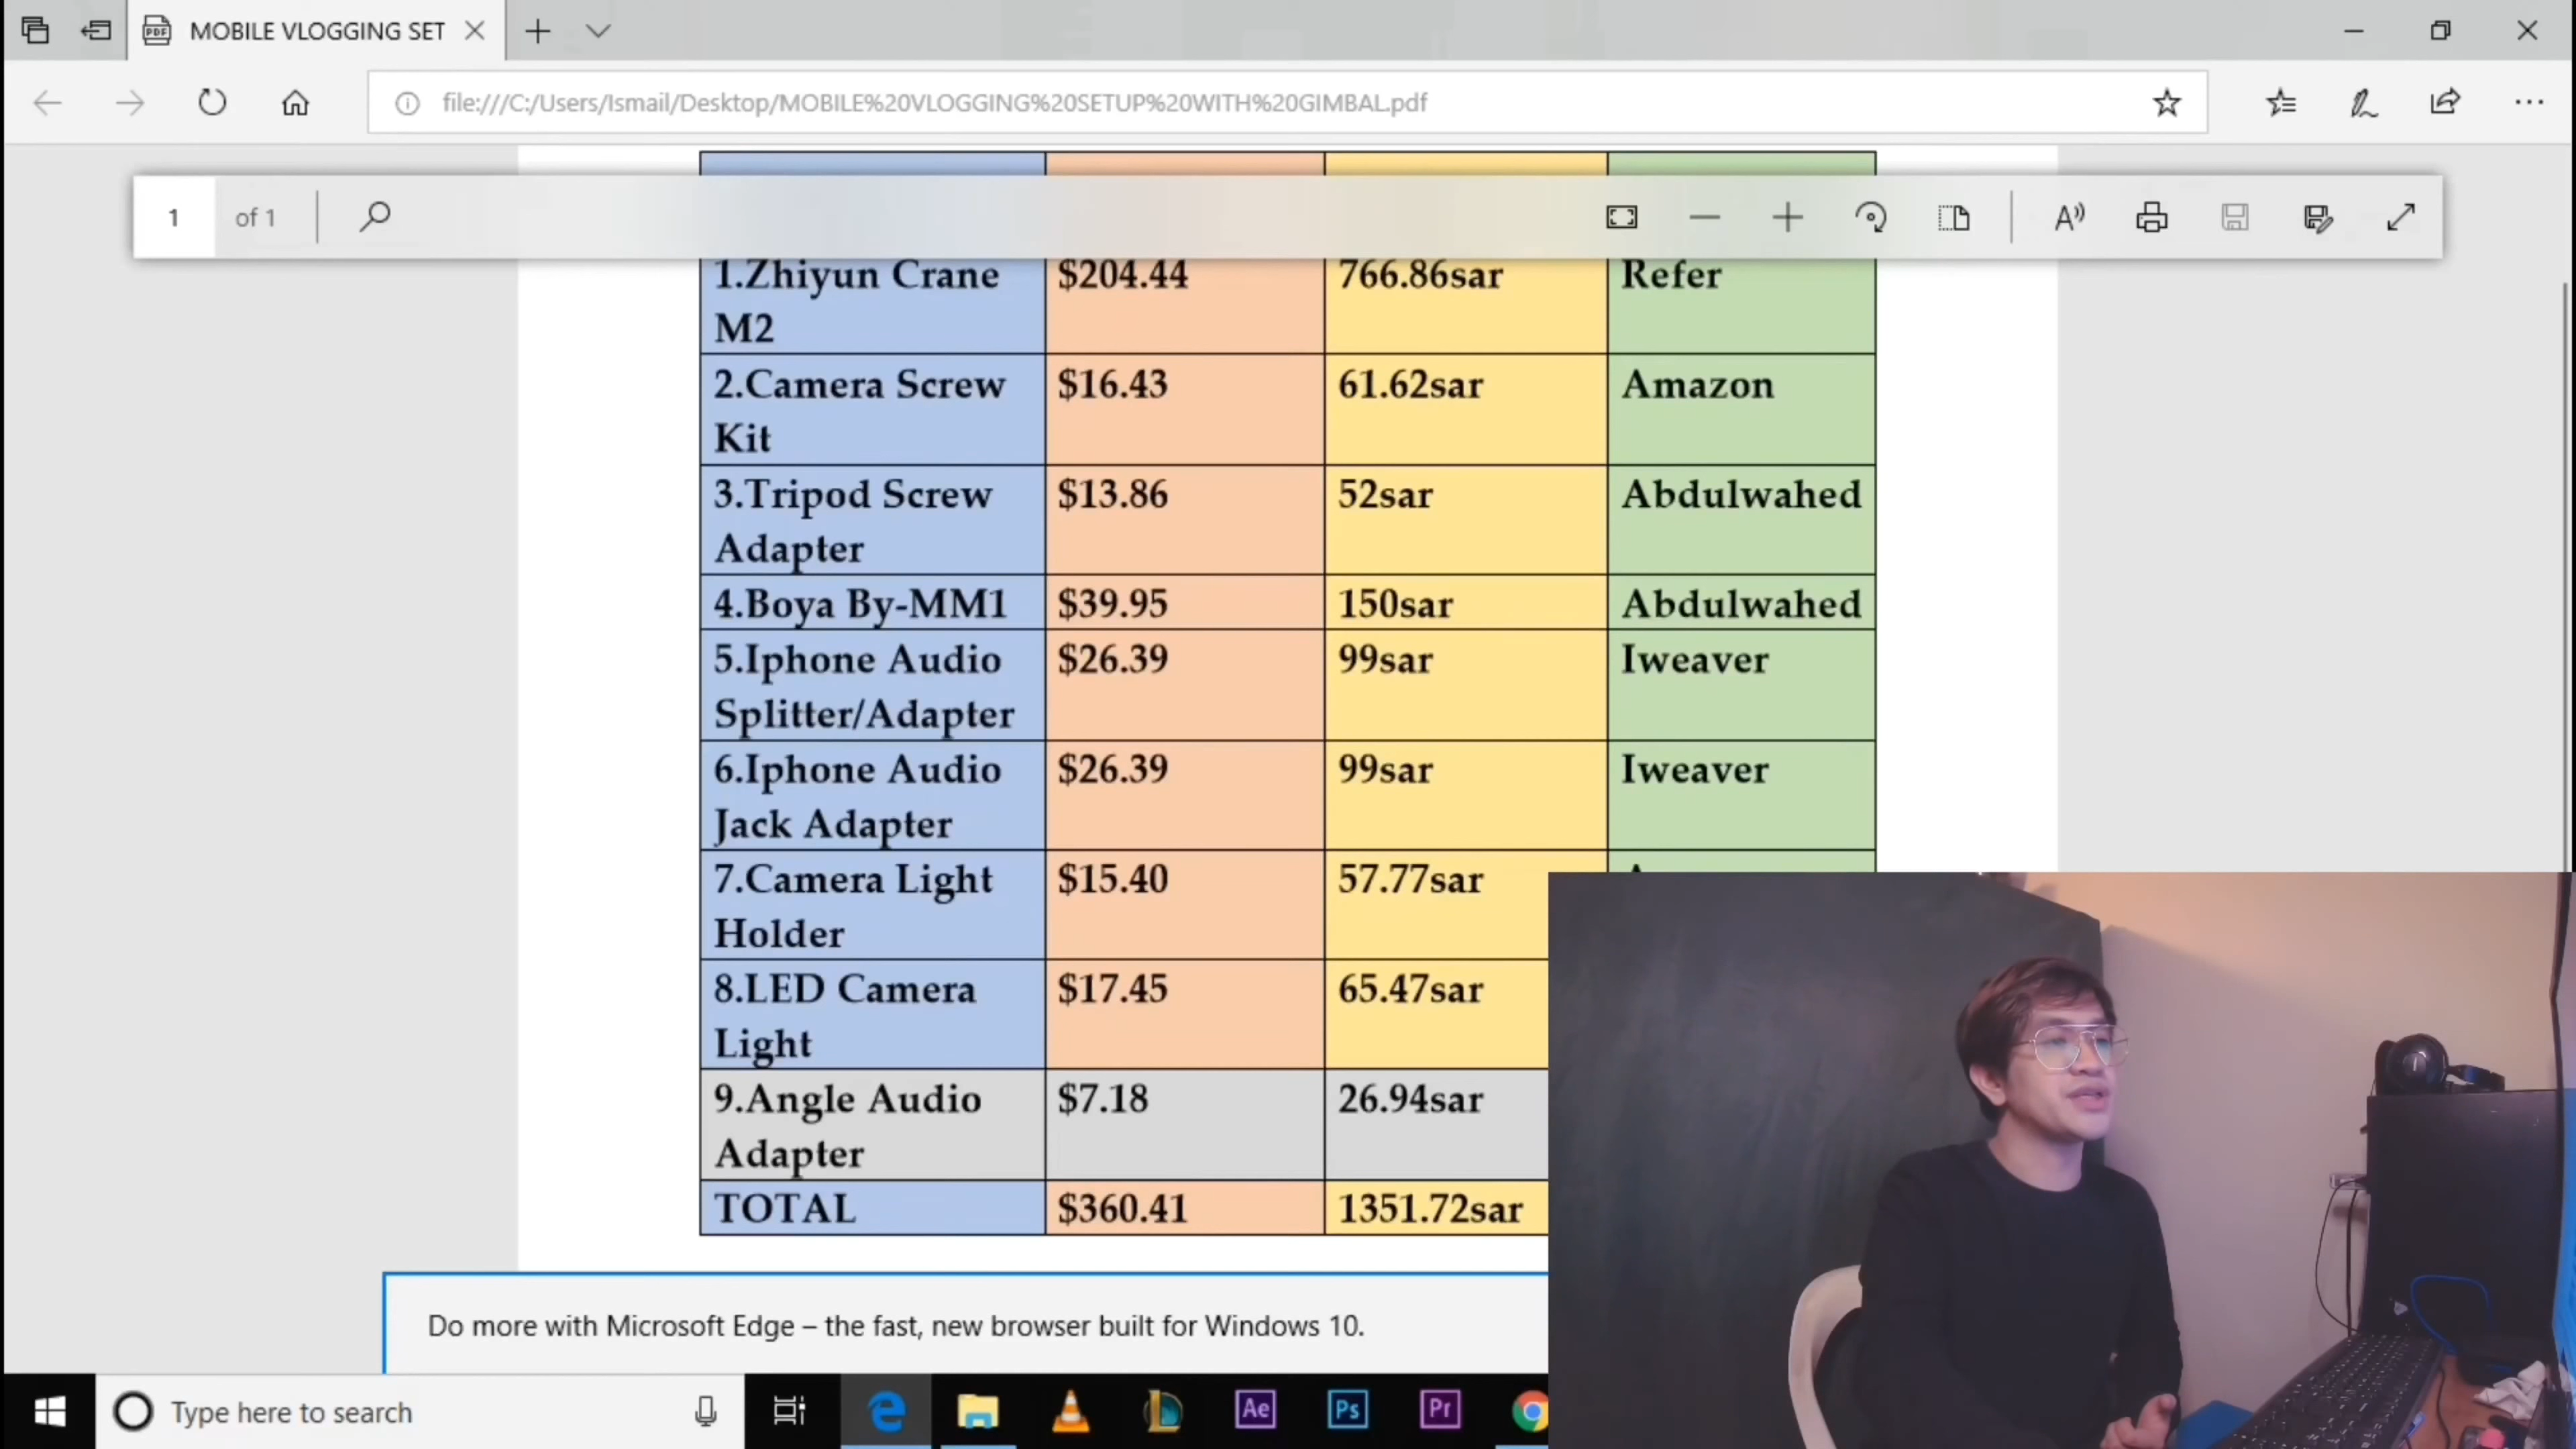 MOBILE VLOGGING SET
file:///C:/Users/Ismail/Desktop/MOBILE%20VLOGGING%20SETUP%20WITH%20GIMBAL.pdf
1 of 1
1.Zhiyun Crane M2 $204.44 766.86sar Refer
2.Camera Screw Kit $16.43 61.62sar Amazon
3.Tripod Screw Adapter $13.86 52sar Abdulwahed
4.Boya By-MM1 $39.95 150sar Abdulwahed
5.Iphone Audio Splitter/Adapter $26.39 99sar Iweaver
6.Iphone Audio Jack Adapter $26.39 99sar Iweaver
7.Camera Light Holder $15.40 57.77sar
8.LED Camera Light $17.45 65.47sar
9.Angle Audio Adapter $7.18 26.94sar
TOTAL $360.41 1351.72sar
Do more with Microsoft Edge – the fast, new browser built for Windows 10.
Type here to search
Ae Ps Pr